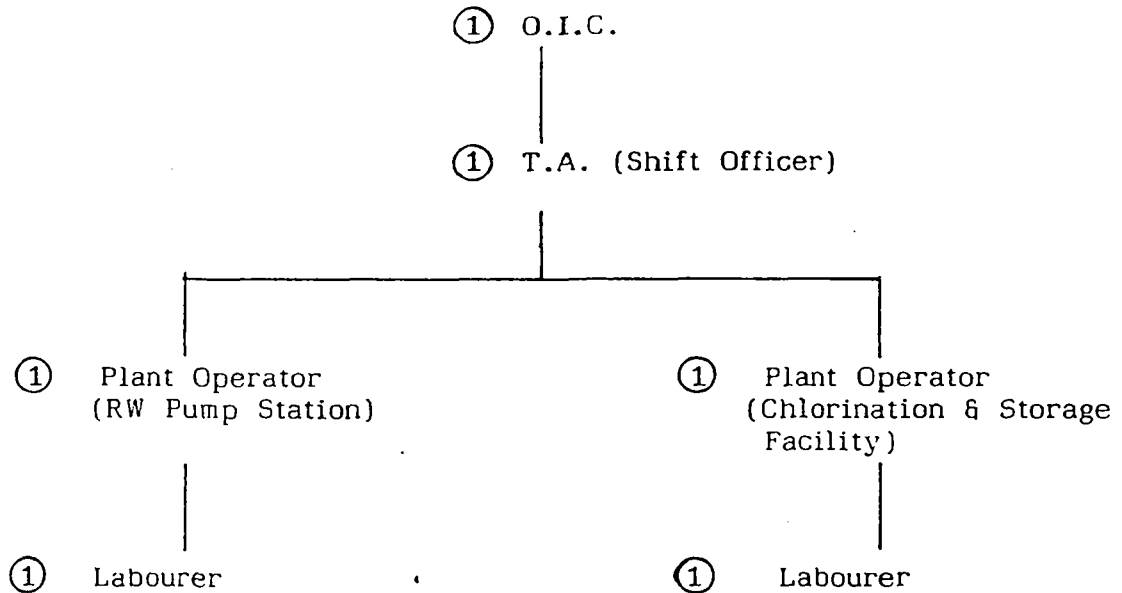 ① O.I.C.
① T.A. (Shift Officer)
① Plant Operator
(RW Pump Station)
① Plant Operator
(Chlorination & Storage
Facility)
① Labourer
① Labourer